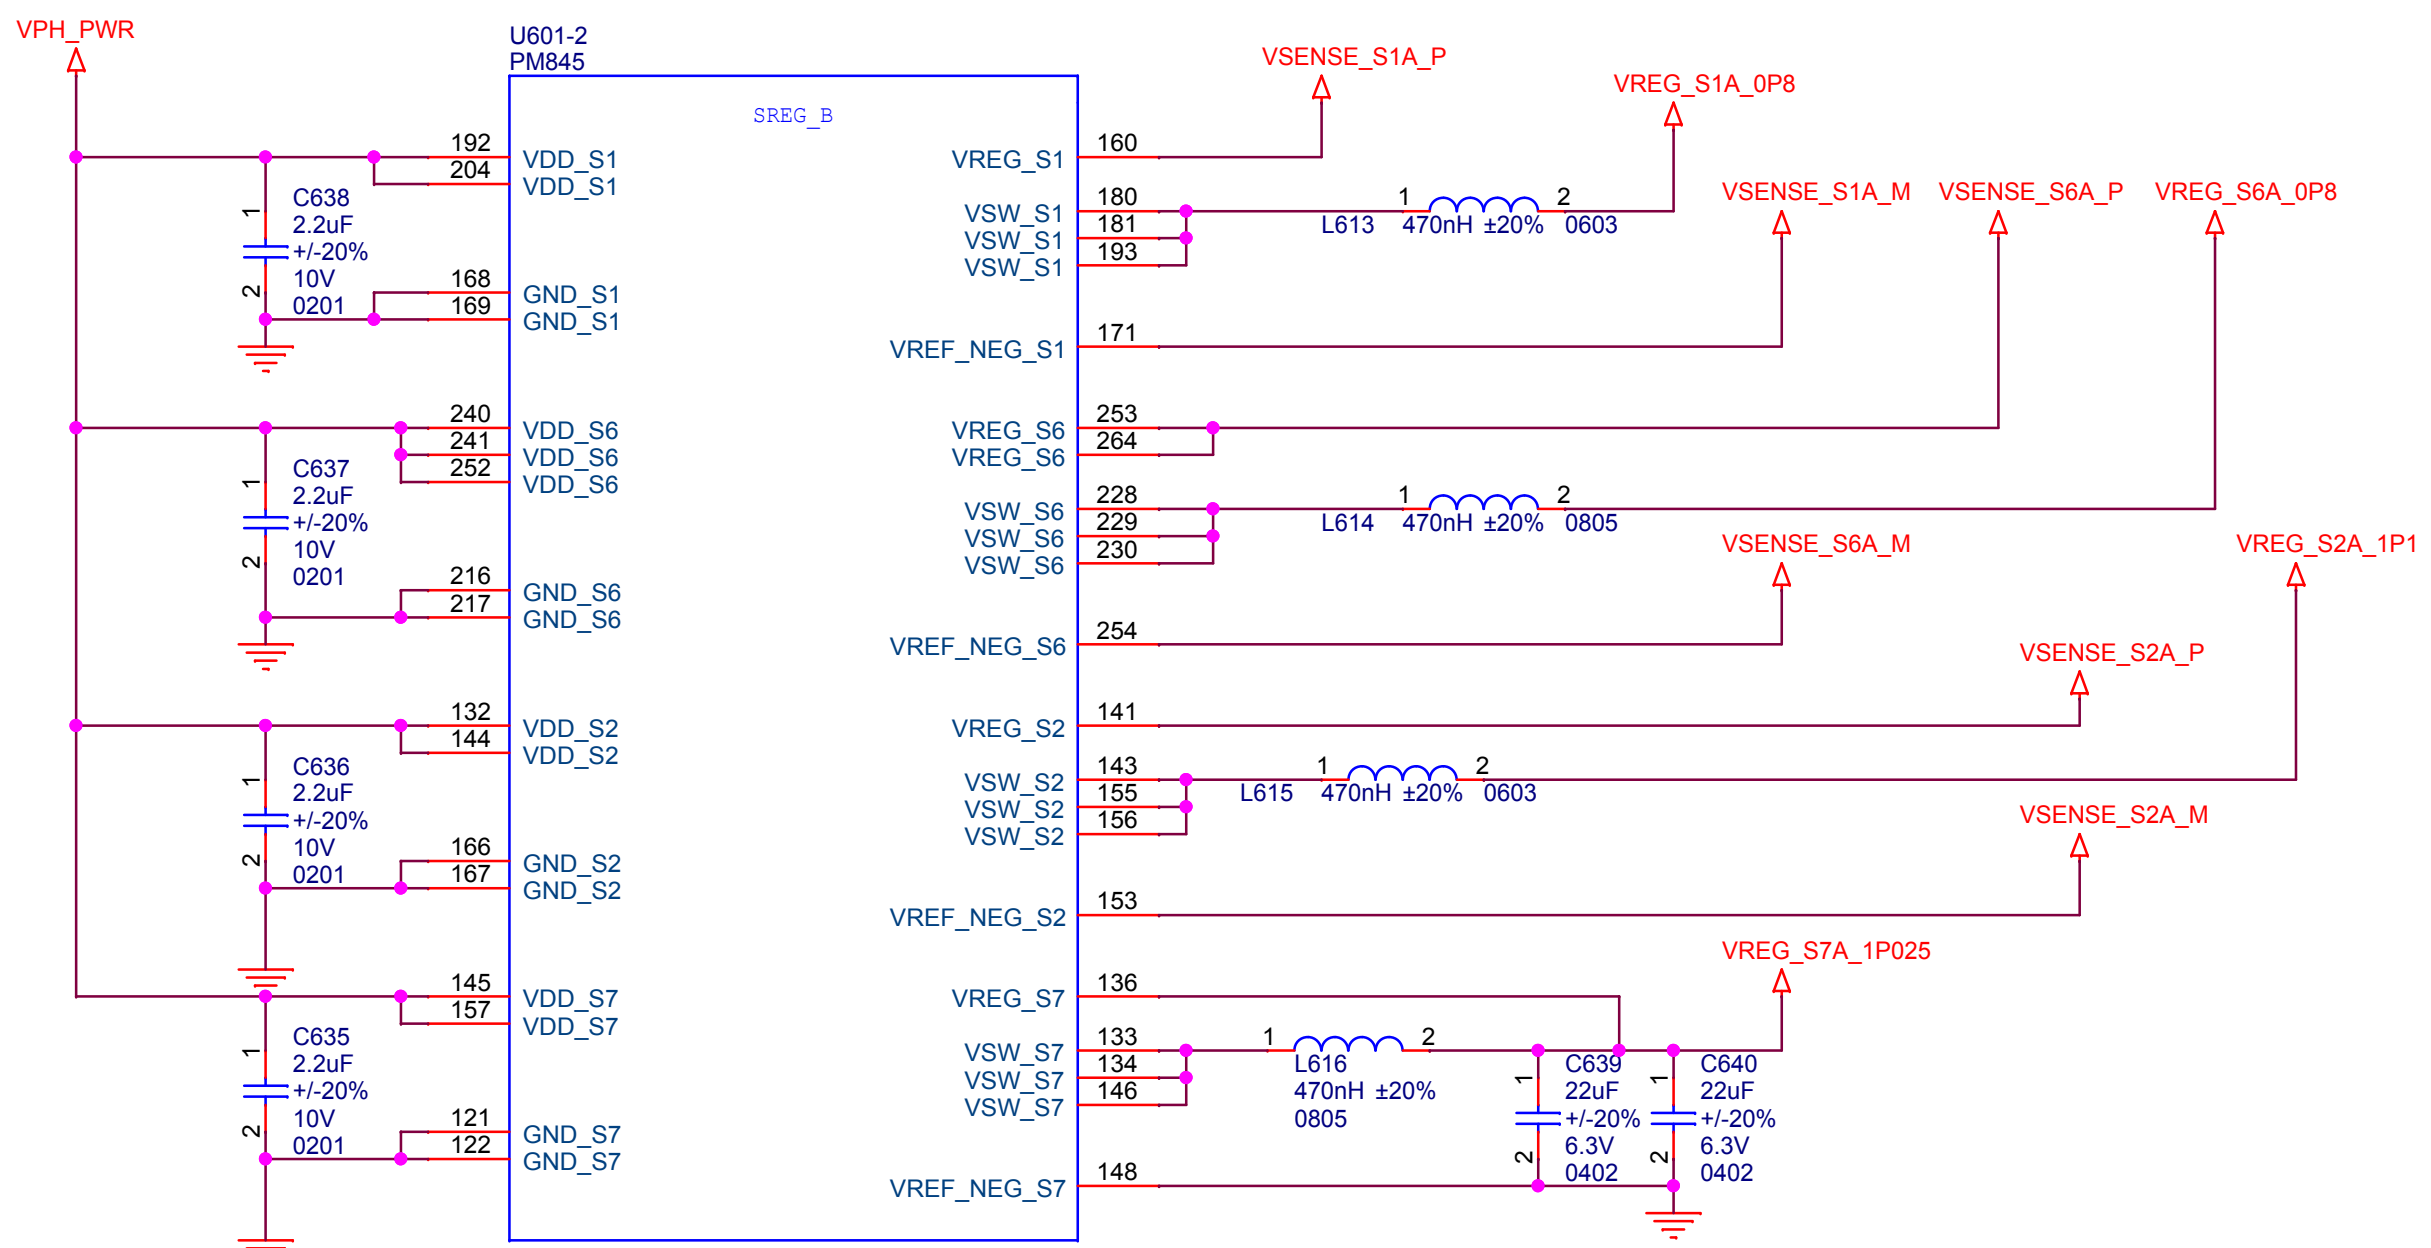 VPH_PWR
U601-2
PM845
SREG_B
VSENSE_S1A_P
VREG_S1A_0P8
VSENSE_S1A_M
VSENSE_S6A_P
VREG_S6A_0P8
192
VDD_S1
204
VDD_S1
C638
2.2uF
+/-20%
10V
0201
1
2
168
GND_S1
169
GND_S1
160
VREG_S1
180
VSW_S1
181
VSW_S1
193
VSW_S1
1
2
L613
470nH ±20%
0603
171
VREF_NEG_S1
240
VDD_S6
241
VDD_S6
252
VDD_S6
C637
2.2uF
+/-20%
10V
0201
1
2
216
GND_S6
217
GND_S6
253
VREG_S6
264
VREG_S6
228
VSW_S6
229
VSW_S6
230
VSW_S6
1
2
L614
470nH ±20%
0805
VSENSE_S6A_M
VREG_S2A_1P1
254
VREF_NEG_S6
VSENSE_S2A_P
132
VDD_S2
144
VDD_S2
C636
2.2uF
+/-20%
10V
0201
1
2
166
GND_S2
167
GND_S2
141
VREG_S2
143
VSW_S2
155
VSW_S2
156
VSW_S2
1
2
L615
470nH ±20%
0603
VSENSE_S2A_M
153
VREF_NEG_S2
VREG_S7A_1P025
145
VDD_S7
157
VDD_S7
C635
2.2uF
+/-20%
10V
0201
1
2
121
GND_S7
122
GND_S7
136
VREG_S7
133
VSW_S7
134
VSW_S7
146
VSW_S7
1
2
L616
470nH ±20%
0805
C639
22uF
+/-20%
6.3V
0402
1
2
C640
22uF
+/-20%
6.3V
0402
1
2
148
VREF_NEG_S7